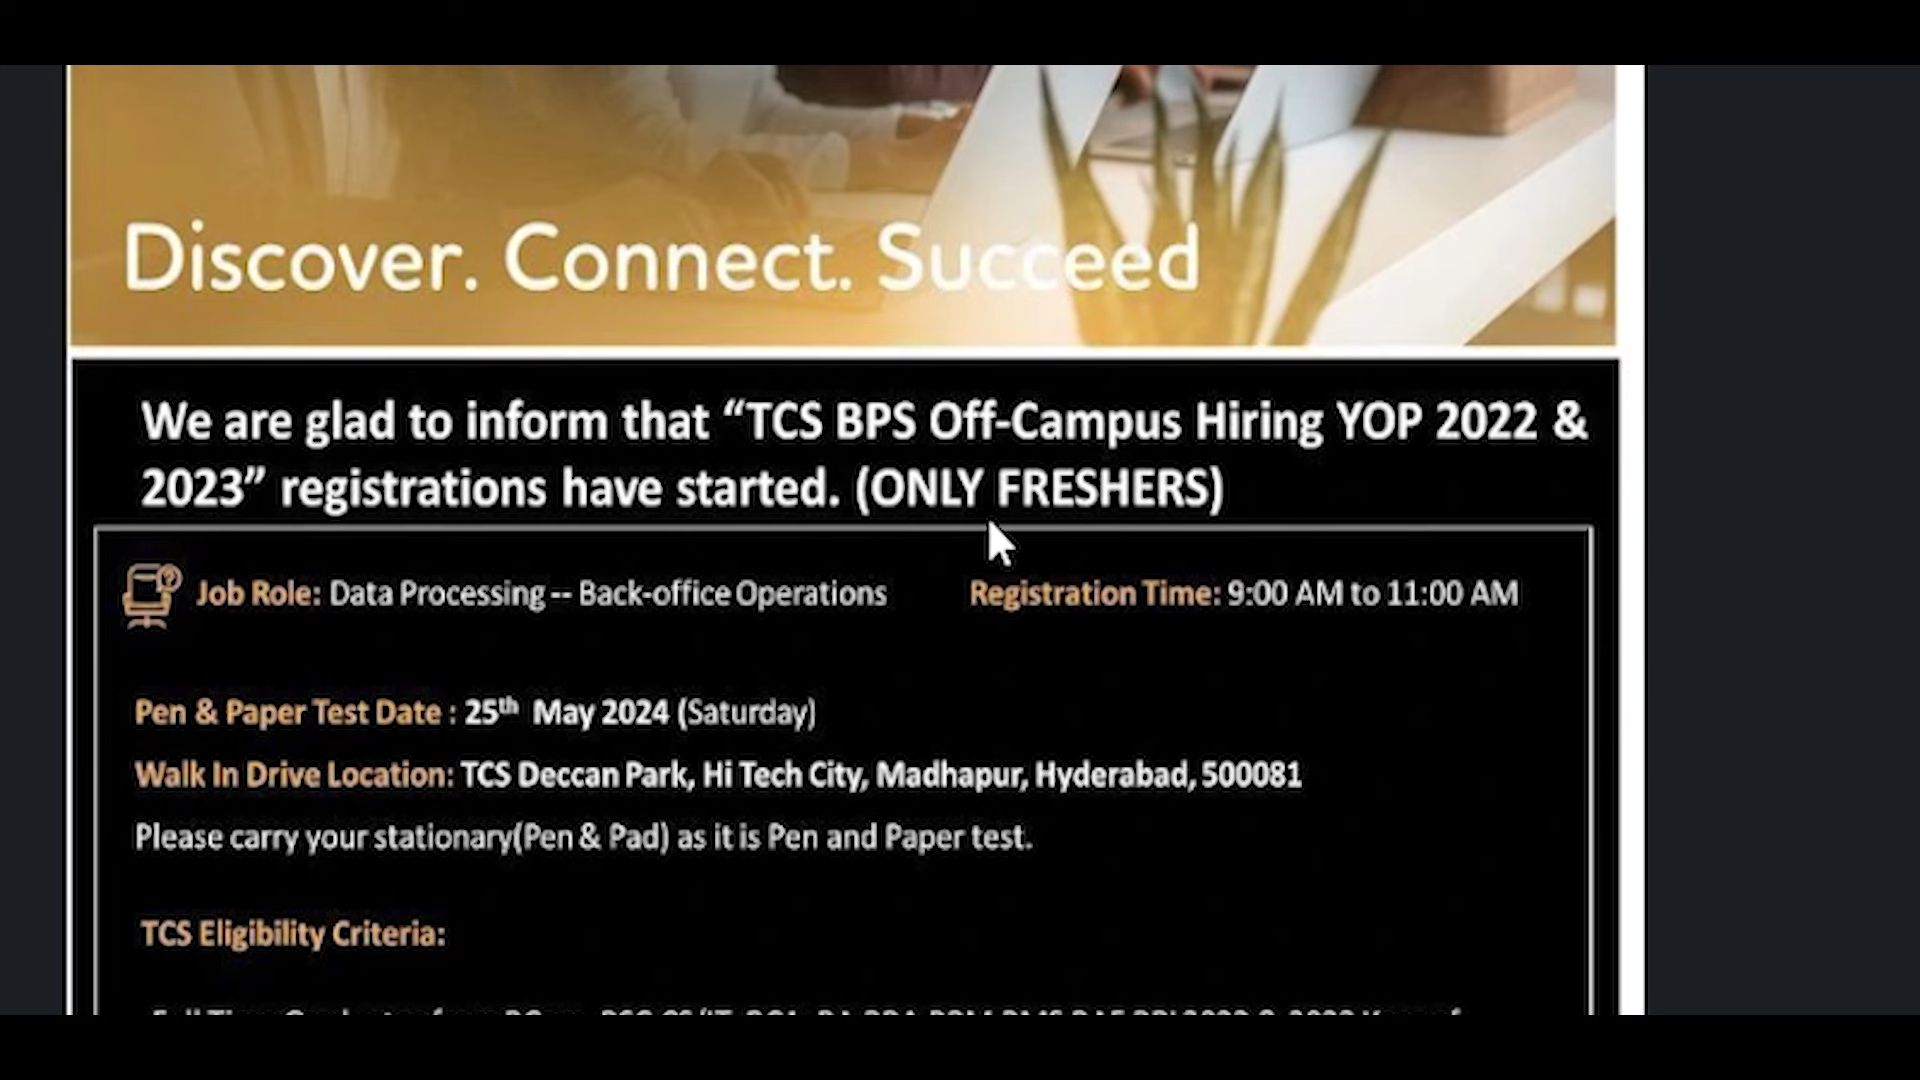 Discover. Connect. Succeed
We are glad to inform that “TCS BPS Off-Campus Hiring YOP 2022 &
2023” registrations have started. (ONLY FRESHERS)
Job Role: Data Processing -- Back-office Operations Registration Time: 9:00 AM to 11:00 AM
Pen & Paper Test Date : 25th May 2024 (Saturday)
Walk In Drive Location: TCS Deccan Park, Hi Tech City, Madhapur, Hyderabad, 500081
Please carry your stationary(Pen & Pad) as it is Pen and Paper test.
TCS Eligibility Criteria: